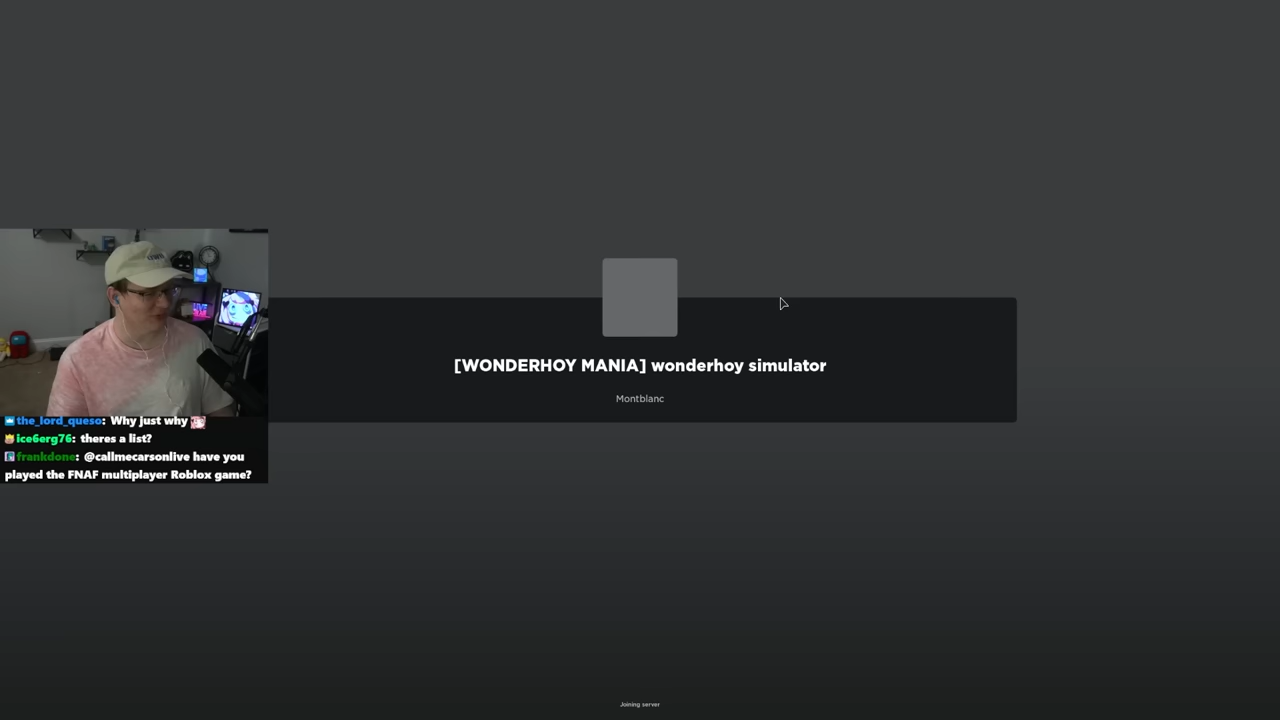 [WONDERHOY MANIA] wonderhoy simulator
Montblanc
the_lord_queso: Why just why
ice6erg76: theres a list?
frankdone: @callmecarsonlive have you
played the FNAF multiplayer Roblox game?
Joining server